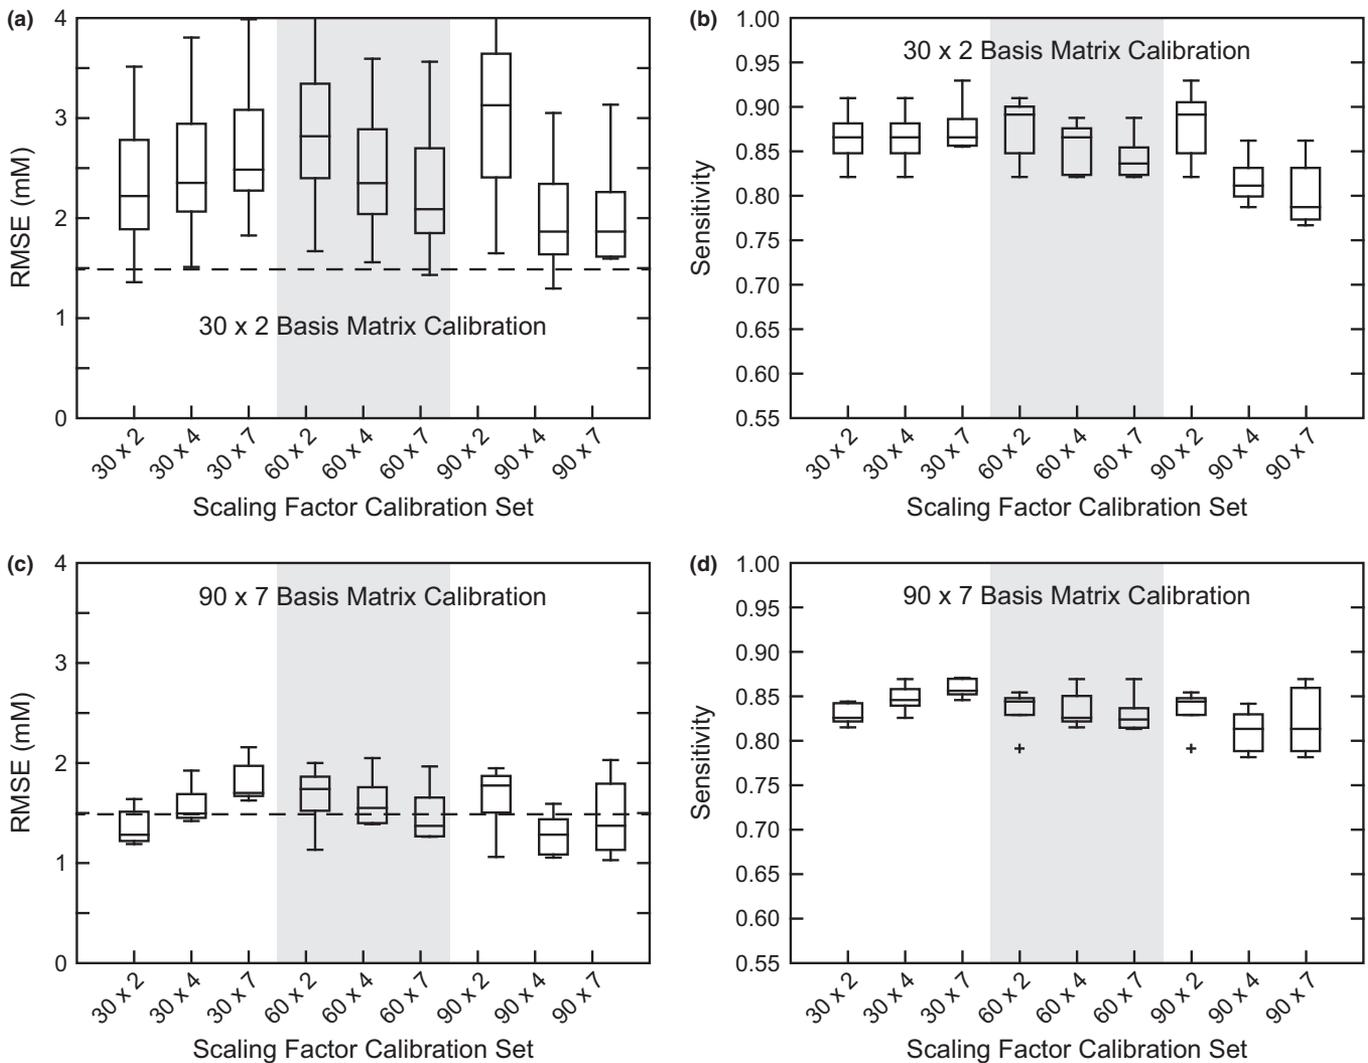 (a)
4
3
2
1
0
RMSE (mM)
30 x 2 Basis Matrix Calibration
30 x 2
30 x 4
30 x 7
60 x 2
60 x 4
60 x 7
90 x 2
90 x 4
90 x 7
Scaling Factor Calibration Set
(b)
1.00
0.95
0.90
0.85
0.80
0.75
0.70
0.65
0.60
0.55
Sensitivity
30 x 2 Basis Matrix Calibration
30 x 2
30 x 4
30 x 7
60 x 2
60 x 4
60 x 7
90 x 2
90 x 4
90 x 7
Scaling Factor Calibration Set
(c)
4
3
2
1
0
RMSE (mM)
90 x 7 Basis Matrix Calibration
30 x 2
30 x 4
30 x 7
60 x 2
60 x 4
60 x 7
90 x 2
90 x 4
90 x 7
Scaling Factor Calibration Set
(d)
1.00
0.95
0.90
0.85
0.80
0.75
0.70
0.65
0.60
0.55
Sensitivity
90 x 7 Basis Matrix Calibration
30 x 2
30 x 4
30 x 7
60 x 2
60 x 4
60 x 7
90 x 2
90 x 4
90 x 7
Scaling Factor Calibration Set